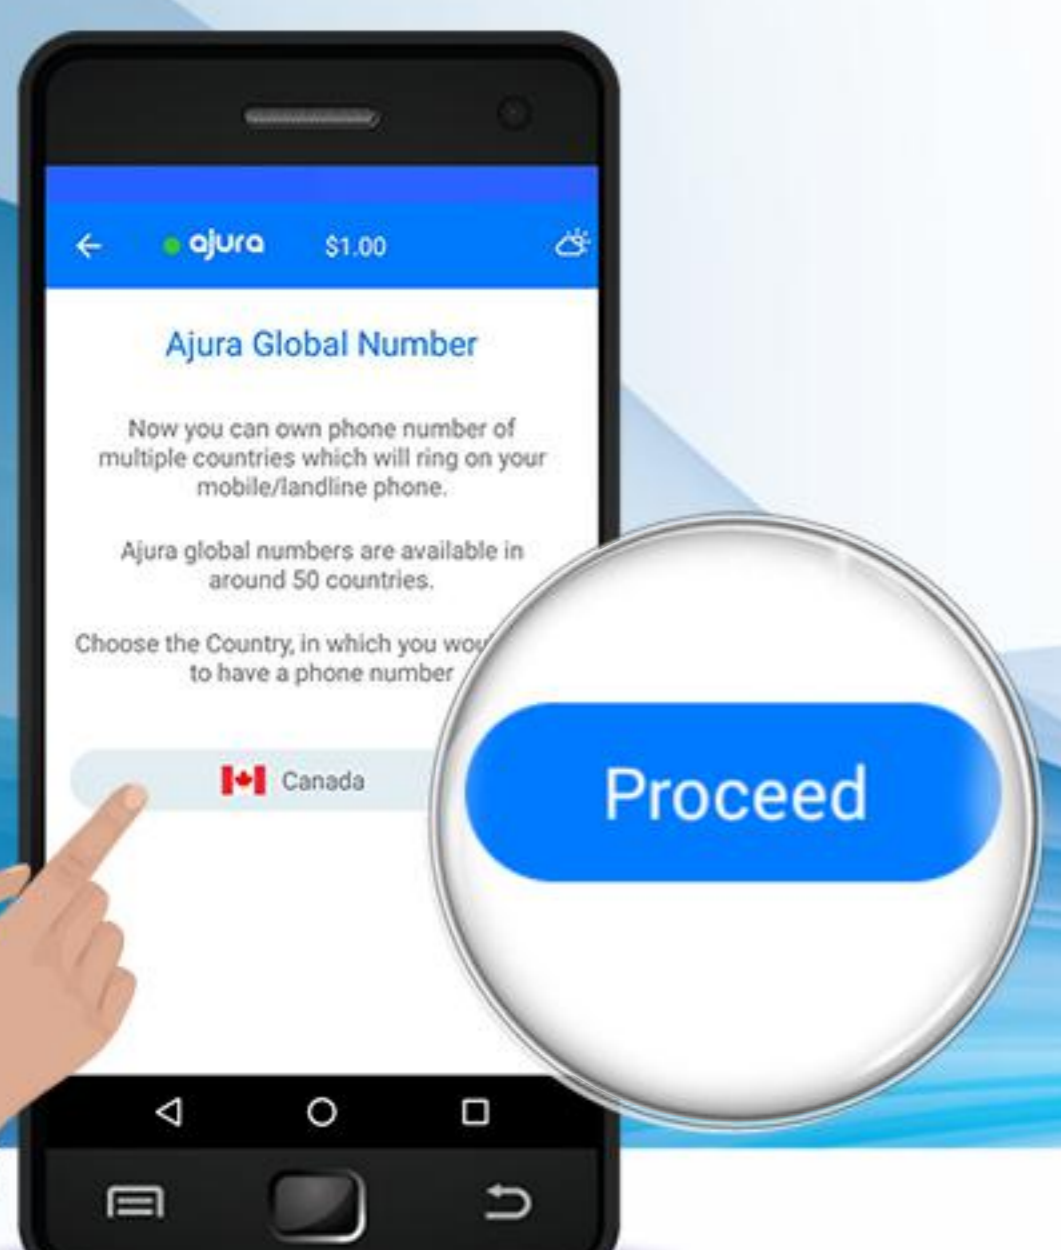 ajura $1.00
Ajura Global Number
Now you can own phone number of
multiple countries which will ring on your
mobile/landline phone.
Ajura global numbers are available in
around 50 countries.
Choose the Country, in which you
to have a phone number
Canada
Proceed